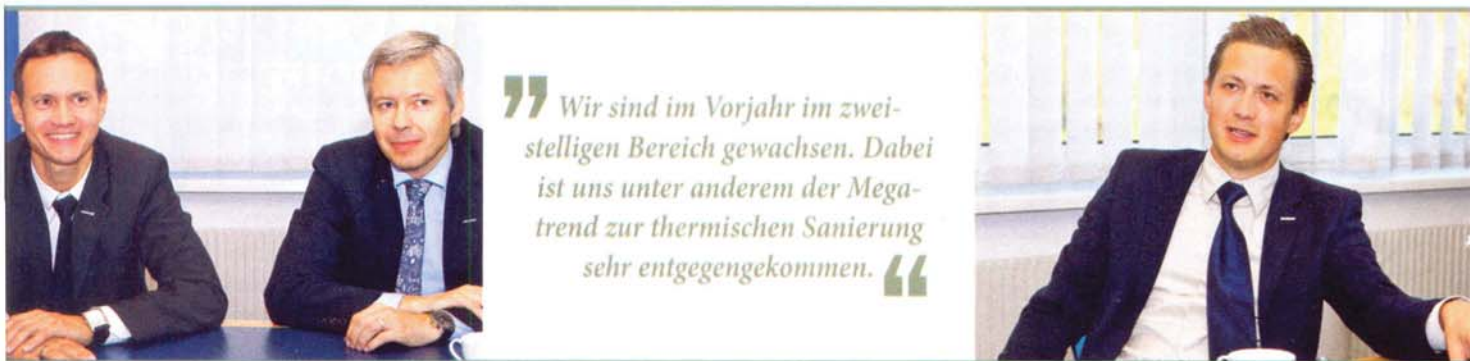 „ Wir sind im Vorjahr im zwei-
stelligen Bereich gewachsen. Dabei
ist uns unter anderem der Mega-
trend zur thermischen Sanierung
sehr entgegengekommen. “